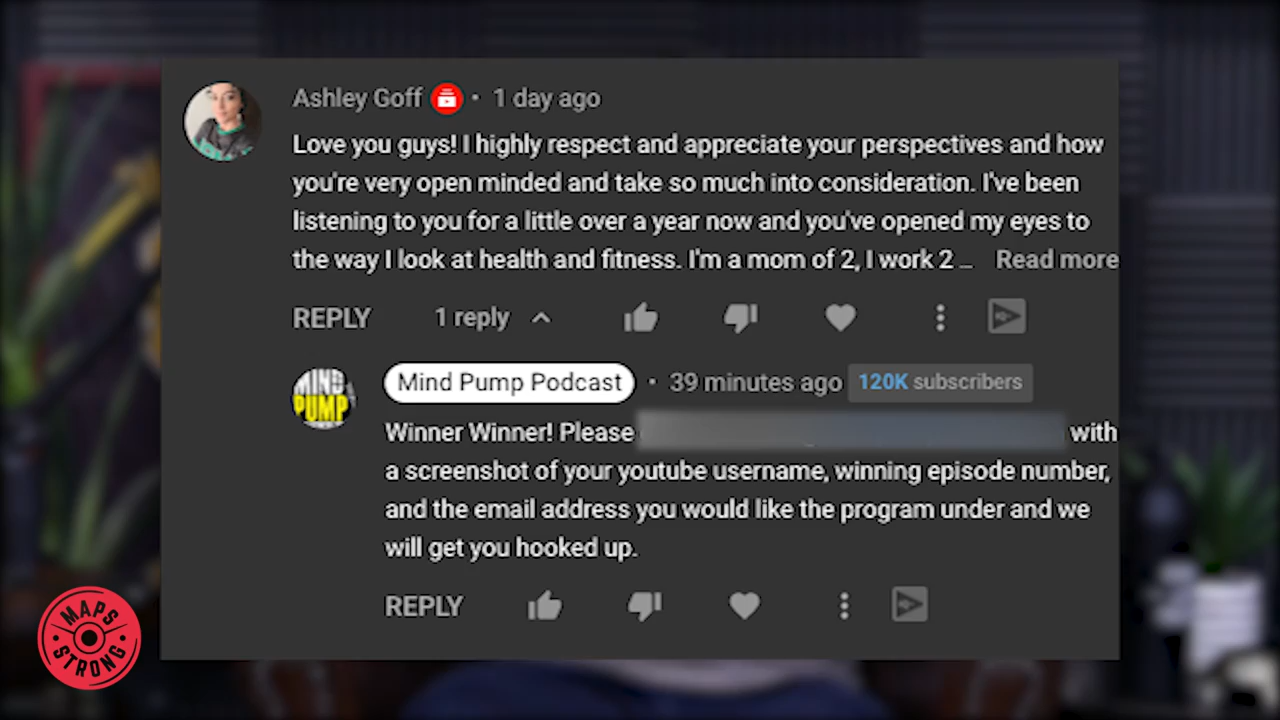 Ashley Goff • 1 day ago
Love you guys! I highly respect and appreciate your perspectives and how
you're very open minded and take so much into consideration. I've been
listening to you for a little over a year now and you've opened my eyes to
the way I look at health and fitness. I'm a mom of 2, I work 2 ... Read more
REPLY 1 reply
MIND PUMP
Mind Pump Podcast • 39 minutes ago 120K subscribers
Winner Winner! Please with
a screenshot of your youtube username, winning episode number,
and the email address you would like the program under and we
will get you hooked up.
REPLY
MAPS
STRONG